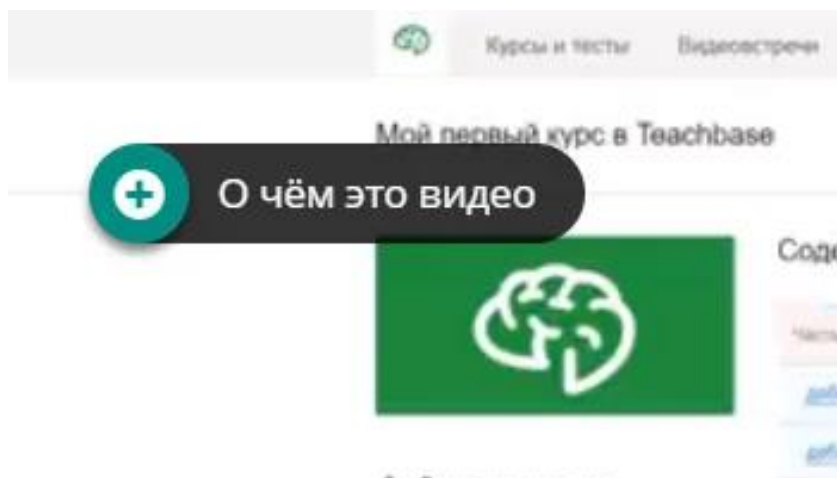 Курсы и тесты Видеовстречи
Мой первый курс в Teachbase
О чём это видео